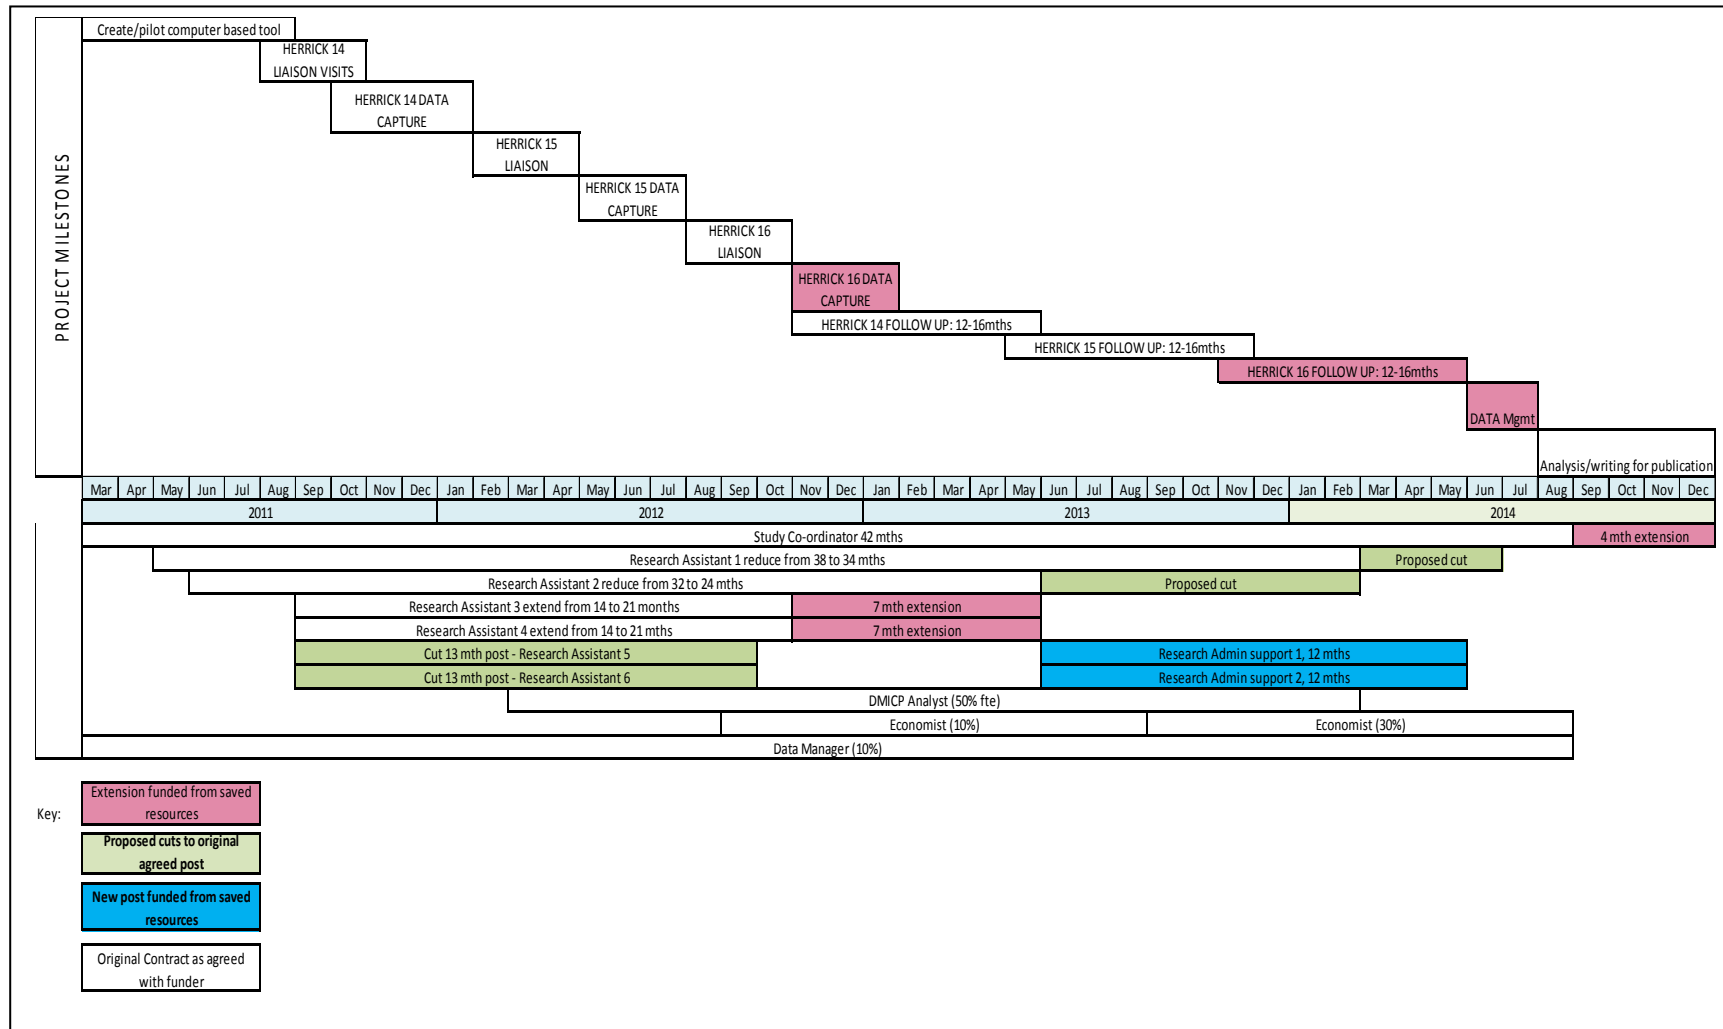 PROJECT MILESTONES
Create/pilot computer based tool
HERRICK 14
LIAISON VISITS
HERRICK 14 DATA
CAPTURE
HERRICK 15
LIAISON
HERRICK 15 DATA
CAPTURE
HERRICK 16
LIAISON
HERRICK 16 DATA
CAPTURE
HERRICK 14 FOLLOW UP: 12-16mths
HERRICK 15 FOLLOW UP: 12-16mths
HERRICK 16 FOLLOW UP: 12-16mths
DATA Mgmt
Analysis/writing for publication
Mar Apr May Jun Jul Aug Sep Oct Nov Dec Jan Feb Mar Apr May Jun Jul Aug Sep Oct Nov Dec Jan Feb Mar Apr May Jun Jul Aug Sep Oct Nov Dec Jan Feb Mar Apr May Jun Jul Aug Sep Oct Nov Dec
2011 2012 2013 2014
Study Co-ordinator 42 mths 4 mth extension
Research Assistant 1 reduce from 38 to 34 mths Proposed cut
Research Assistant 2 reduce from 32 to 24 mths Proposed cut
Research Assistant 3 extend from 14 to 21 months 7 mth extension
Research Assistant 4 extend from 14 to 21 mths 7 mth extension
Cut 13 mth post - Research Assistant 5 Research Admin support 1, 12 mths
Cut 13 mth post - Research Assistant 6 Research Admin support 2, 12 mths
DMICP Analyst (50% fte)
Economist (10%) Economist (30%)
Data Manager (10%)
Key:
Extension funded from saved
resources
Proposed cuts to original
agreed post
New post funded from saved
resources
Original Contract as agreed
with funder